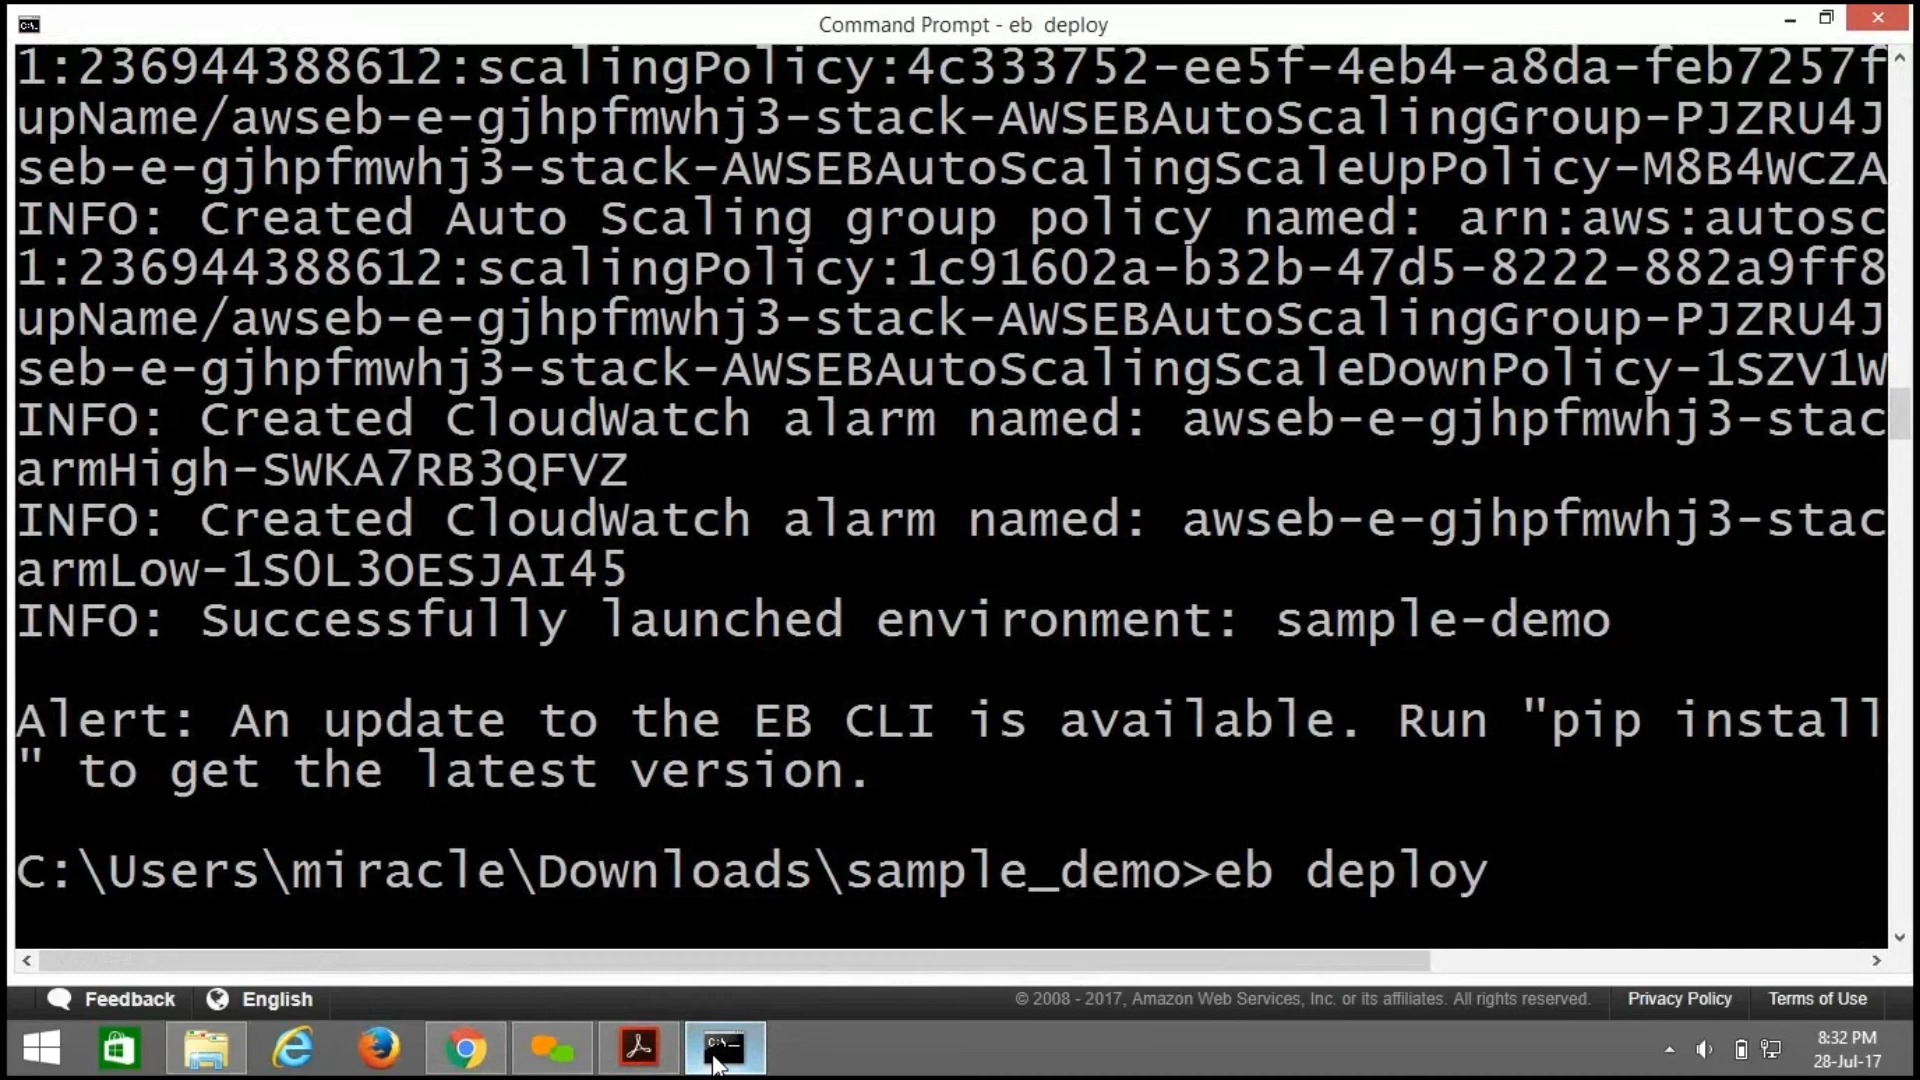 Command Prompt - eb  deploy
1:236944388612:scalingPolicy:4c333752-ee5f-4eb4-a8da-feb7257f
upName/awseb-e-gjhpfmwhj3-stack-AWSEBAutoScalingGroup-PJZRU4J
seb-e-gjhpfmwhj3-stack-AWSEBAutoScalingScaleUpPolicy-M8B4WCZA
INFO: Created Auto Scaling group policy named: arn:aws:autosc
1:236944388612:scalingPolicy:1c91602a-b32b-47d5-8222-882a9ff8
upName/awseb-e-gjhpfmwhj3-stack-AWSEBAutoScalingGroup-PJZRU4J
seb-e-gjhpfmwhj3-stack-AWSEBAutoScalingScaleDownPolicy-1SZV1W
INFO: Created CloudWatch alarm named: awseb-e-gjhpfmwhj3-stac
armHigh-SWKA7RB3QFVZ
INFO: Created CloudWatch alarm named: awseb-e-gjhpfmwhj3-stac
armLow-1S0L3OESJAI45
INFO: Successfully launched environment: sample-demo
Alert: An update to the EB CLI is available. Run "pip install
" to get the latest version.
C:\Users\miracle\Downloads\sample_demo>eb deploy
Feedback English © 2008 - 2017, Amazon Web Services, Inc. or its affiliates. All rights reserved. Privacy Policy Terms of Use
8:32 PM
28-Jul-17